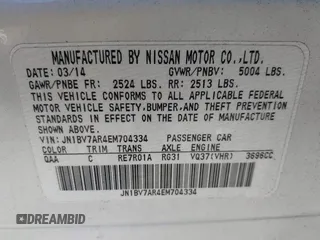 MANUFACTURED BY NISSAN MOTOR CO.,LTD.
DATE: 03/14 GVWR/PNBV: 5004 LBS.
GAWR/PNBE FR: 2524 LBS. RR: 2513 LBS.
THIS VEHICLE CONFORMS TO ALL APPLICABLE FEDERAL
MOTOR VEHICLE SAFETY, BUMPER, AND THEFT PREVENTION
STANDARDS IN EFFECT ON THE DATE OF MANUFACTURE
SHOWN ABOVE.
VIN: JN1BV7AR4EM704334 PASSENGER CAR
COLOR TRIM TRANS AXLE ENGINE
QAA C RE7R01A RG31 VQ37(VHR) 3696CC
JN1BV7AR4EM704334
DREAMBID